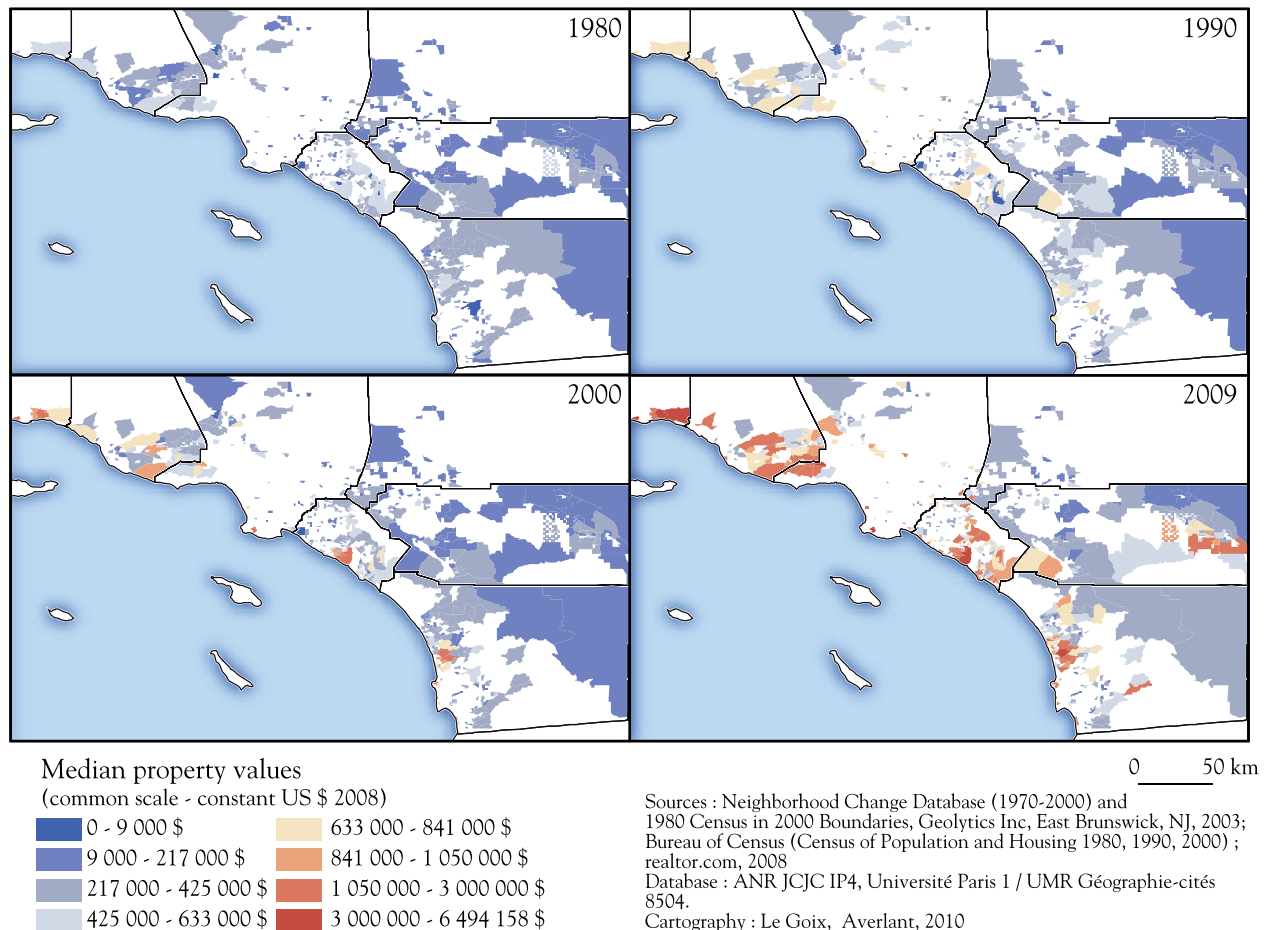 1980
1990
2000
2009
Median property values
(common scale - constant US $ 2008)
0 - 9 000 $
9 000 - 217 000 $
217 000 - 425 000 $
425 000 - 633 000 $
633 000 - 841 000 $
841 000 - 1 050 000 $
1 050 000 - 3 000 000 $
3 000 000 - 6 494 158 $
0 50 km
Sources : Neighborhood Change Database (1970-2000) and
1980 Census in 2000 Boundaries, Geolytics Inc, East Brunswick, NJ, 2003;
Bureau of Census (Census of Population and Housing 1980, 1990, 2000) ;
realtor.com, 2008
Database : ANR JCJC IP4, Université Paris 1 / UMR Géographie-cités
8504.
Cartography : Le Goix, Averlant, 2010